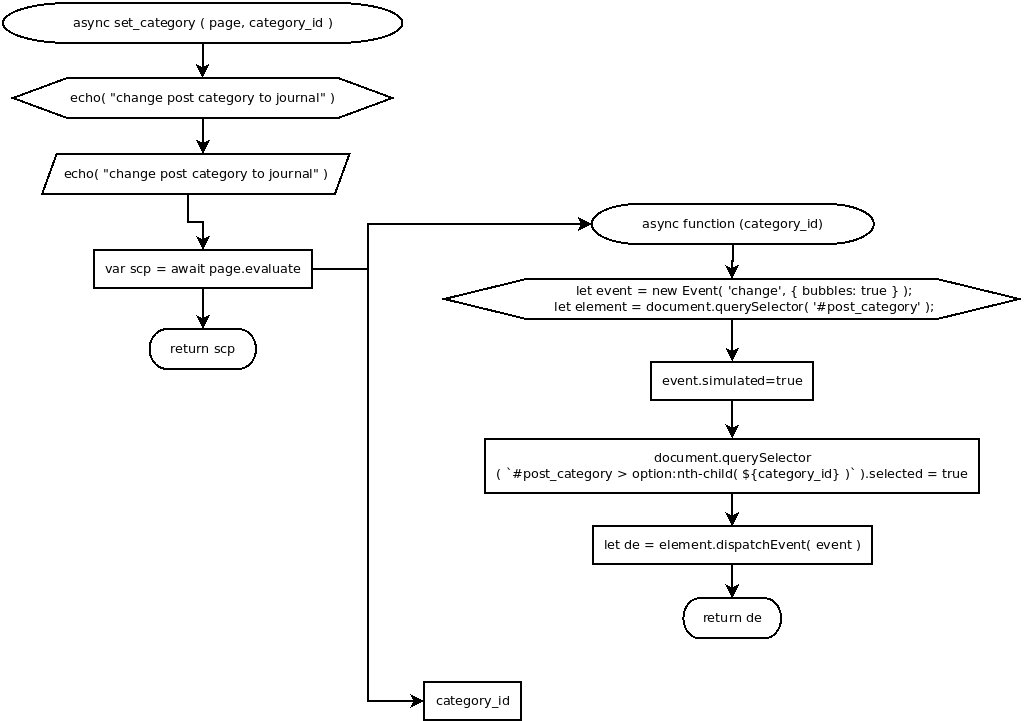 async set_category ( page, category_id )
echo( "change post category to journal" )
echo( "change post category to journal" )
var scp = await page.evaluate
return scp
async function (category_id)
let event = new Event( 'change', { bubbles: true } );
let element = document.querySelector( '#post_category' );
event.simulated=true
document.querySelector
( `#post_category > option:nth-child( ${category_id} )` ).selected = true
let de = element.dispatchEvent( event )
return de
category_id